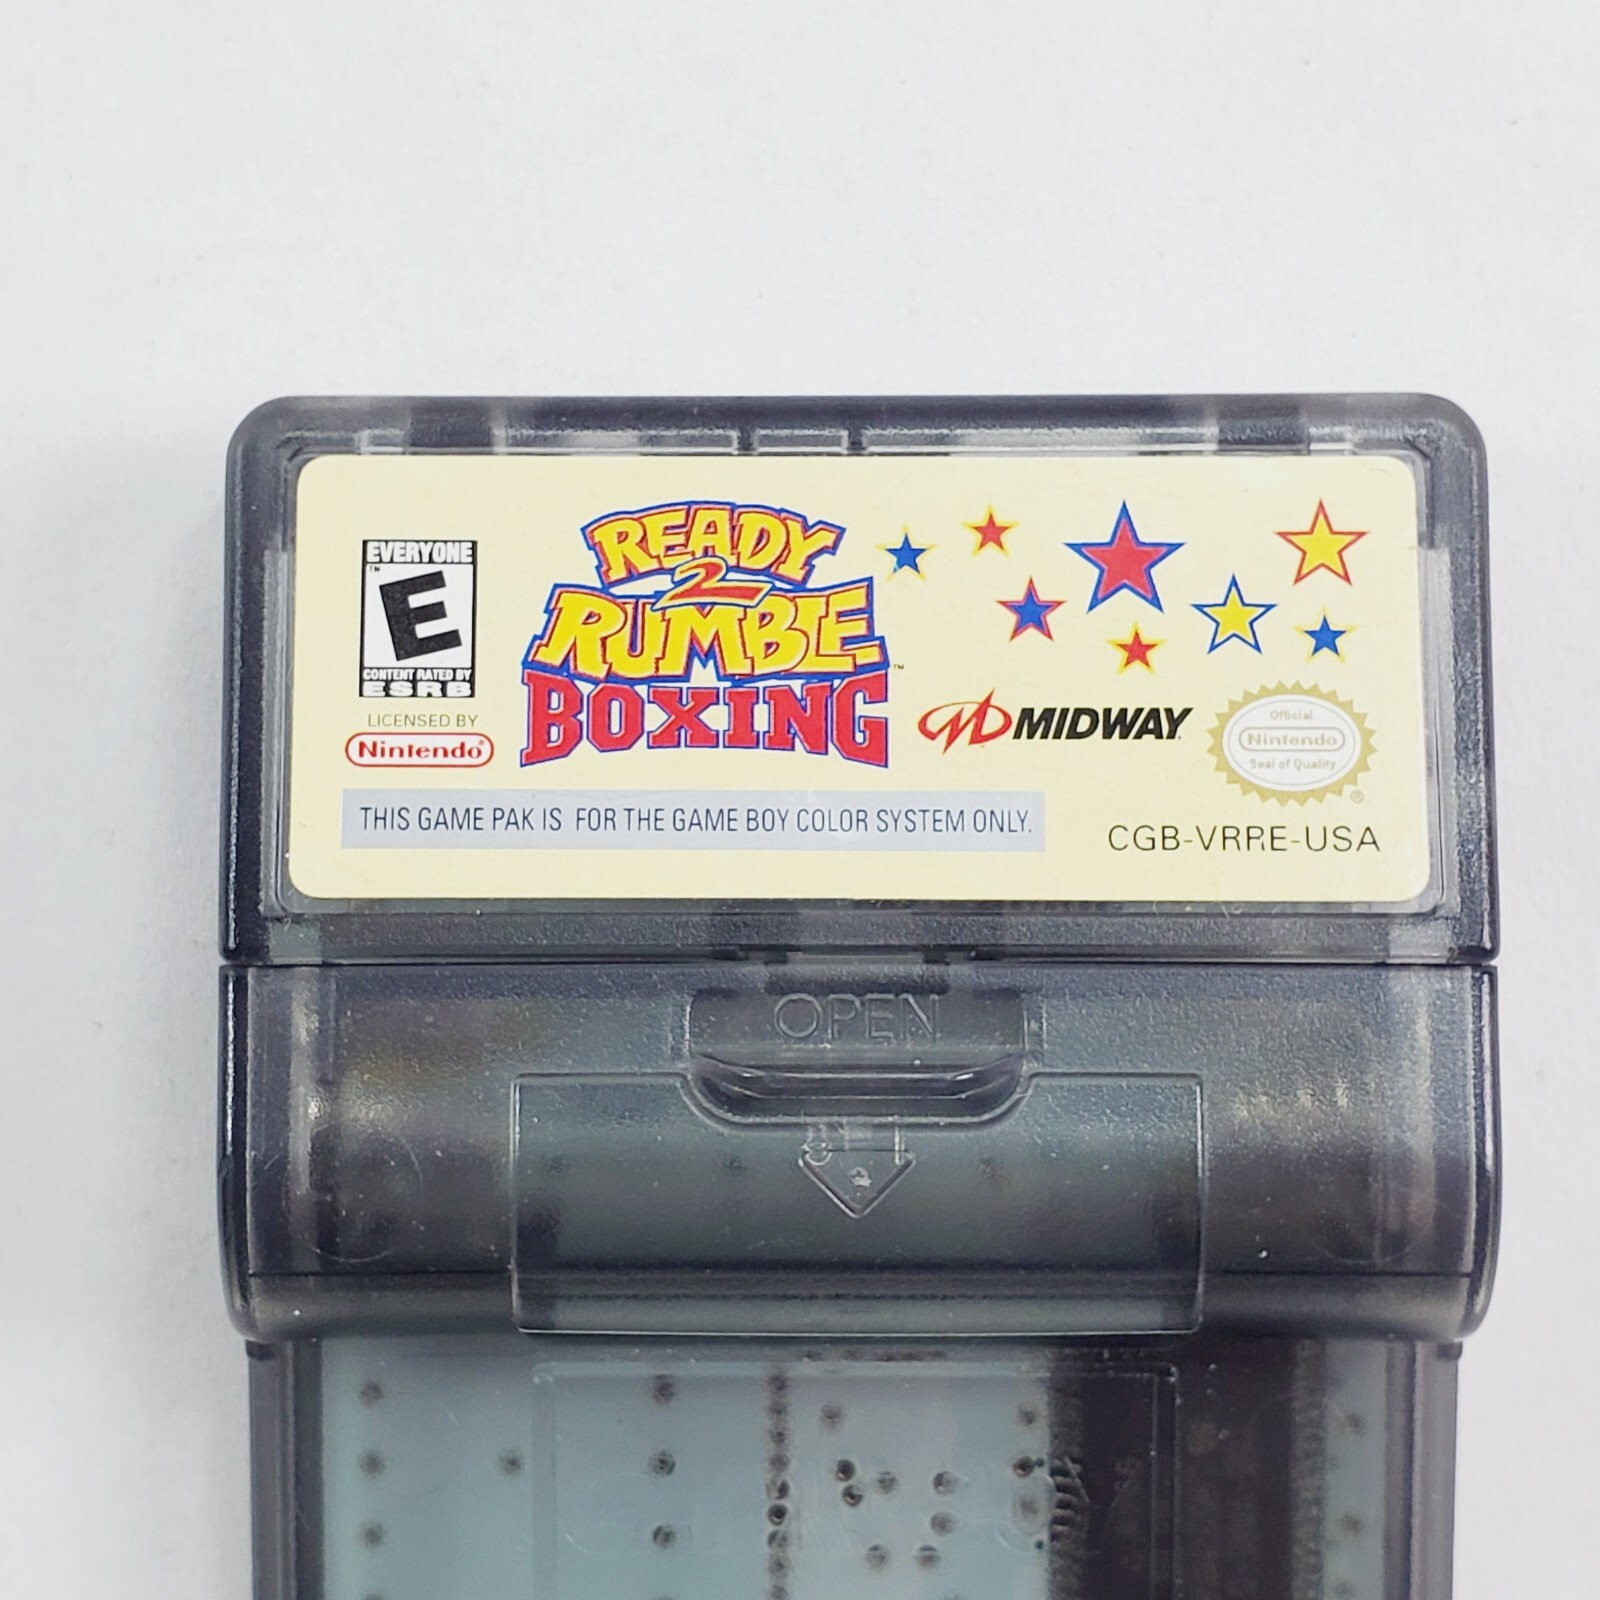 EVERYONE
E
CONTENT RATED BY
ESRB
LICENSED BY
Nintendo®
READY
2
RUMBLE
BOXING™
MIDWAY
Official
Nintendo
Seal of Quality
®
THIS GAME PAK IS FOR THE GAME BOY COLOR SYSTEM ONLY.
CGB-VRRE-USA
OPEN